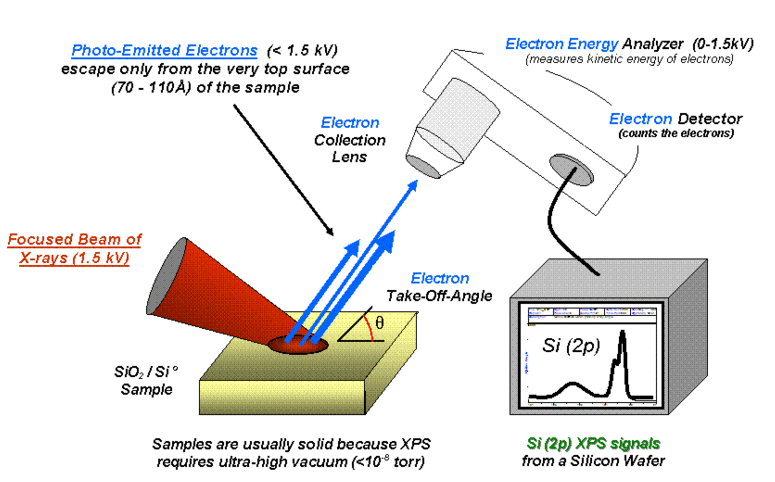 Photo-Emitted Electrons (< 1.5 kV)
escape only from the very top surface
(70 - 110Å) of the sample
Electron Energy Analyzer (0-1.5kV)
(measures kinetic energy of electrons)
Electron Detector
(counts the electrons)
Electron
Collection
Lens
Focused Beam of
X-rays (1.5 kV)
Electron
Take-Off-Angle
θ
Si (2p)
SiO₂ / Si°
Sample
Samples are usually solid because XPS
requires ultra-high vacuum (<10⁻⁸ torr)
Si (2p) XPS signals
from a Silicon Wafer